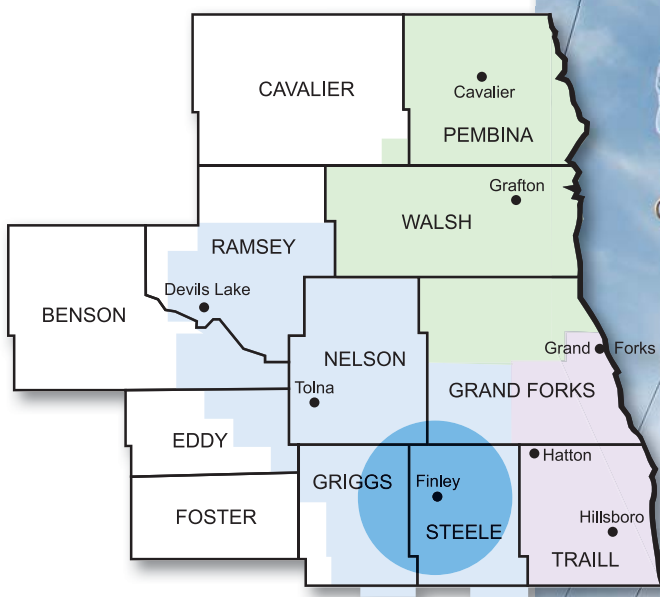 CAVALIER
Cavalier
PEMBINA
Grafton
WALSH
RAMSEY
Devils Lake
BENSON
Grand Forks
NELSON
Tolna
GRAND FORKS
EDDY
Hatton
GRIGGS
Finley
FOSTER
Hillsboro
STEELE
TRAILL